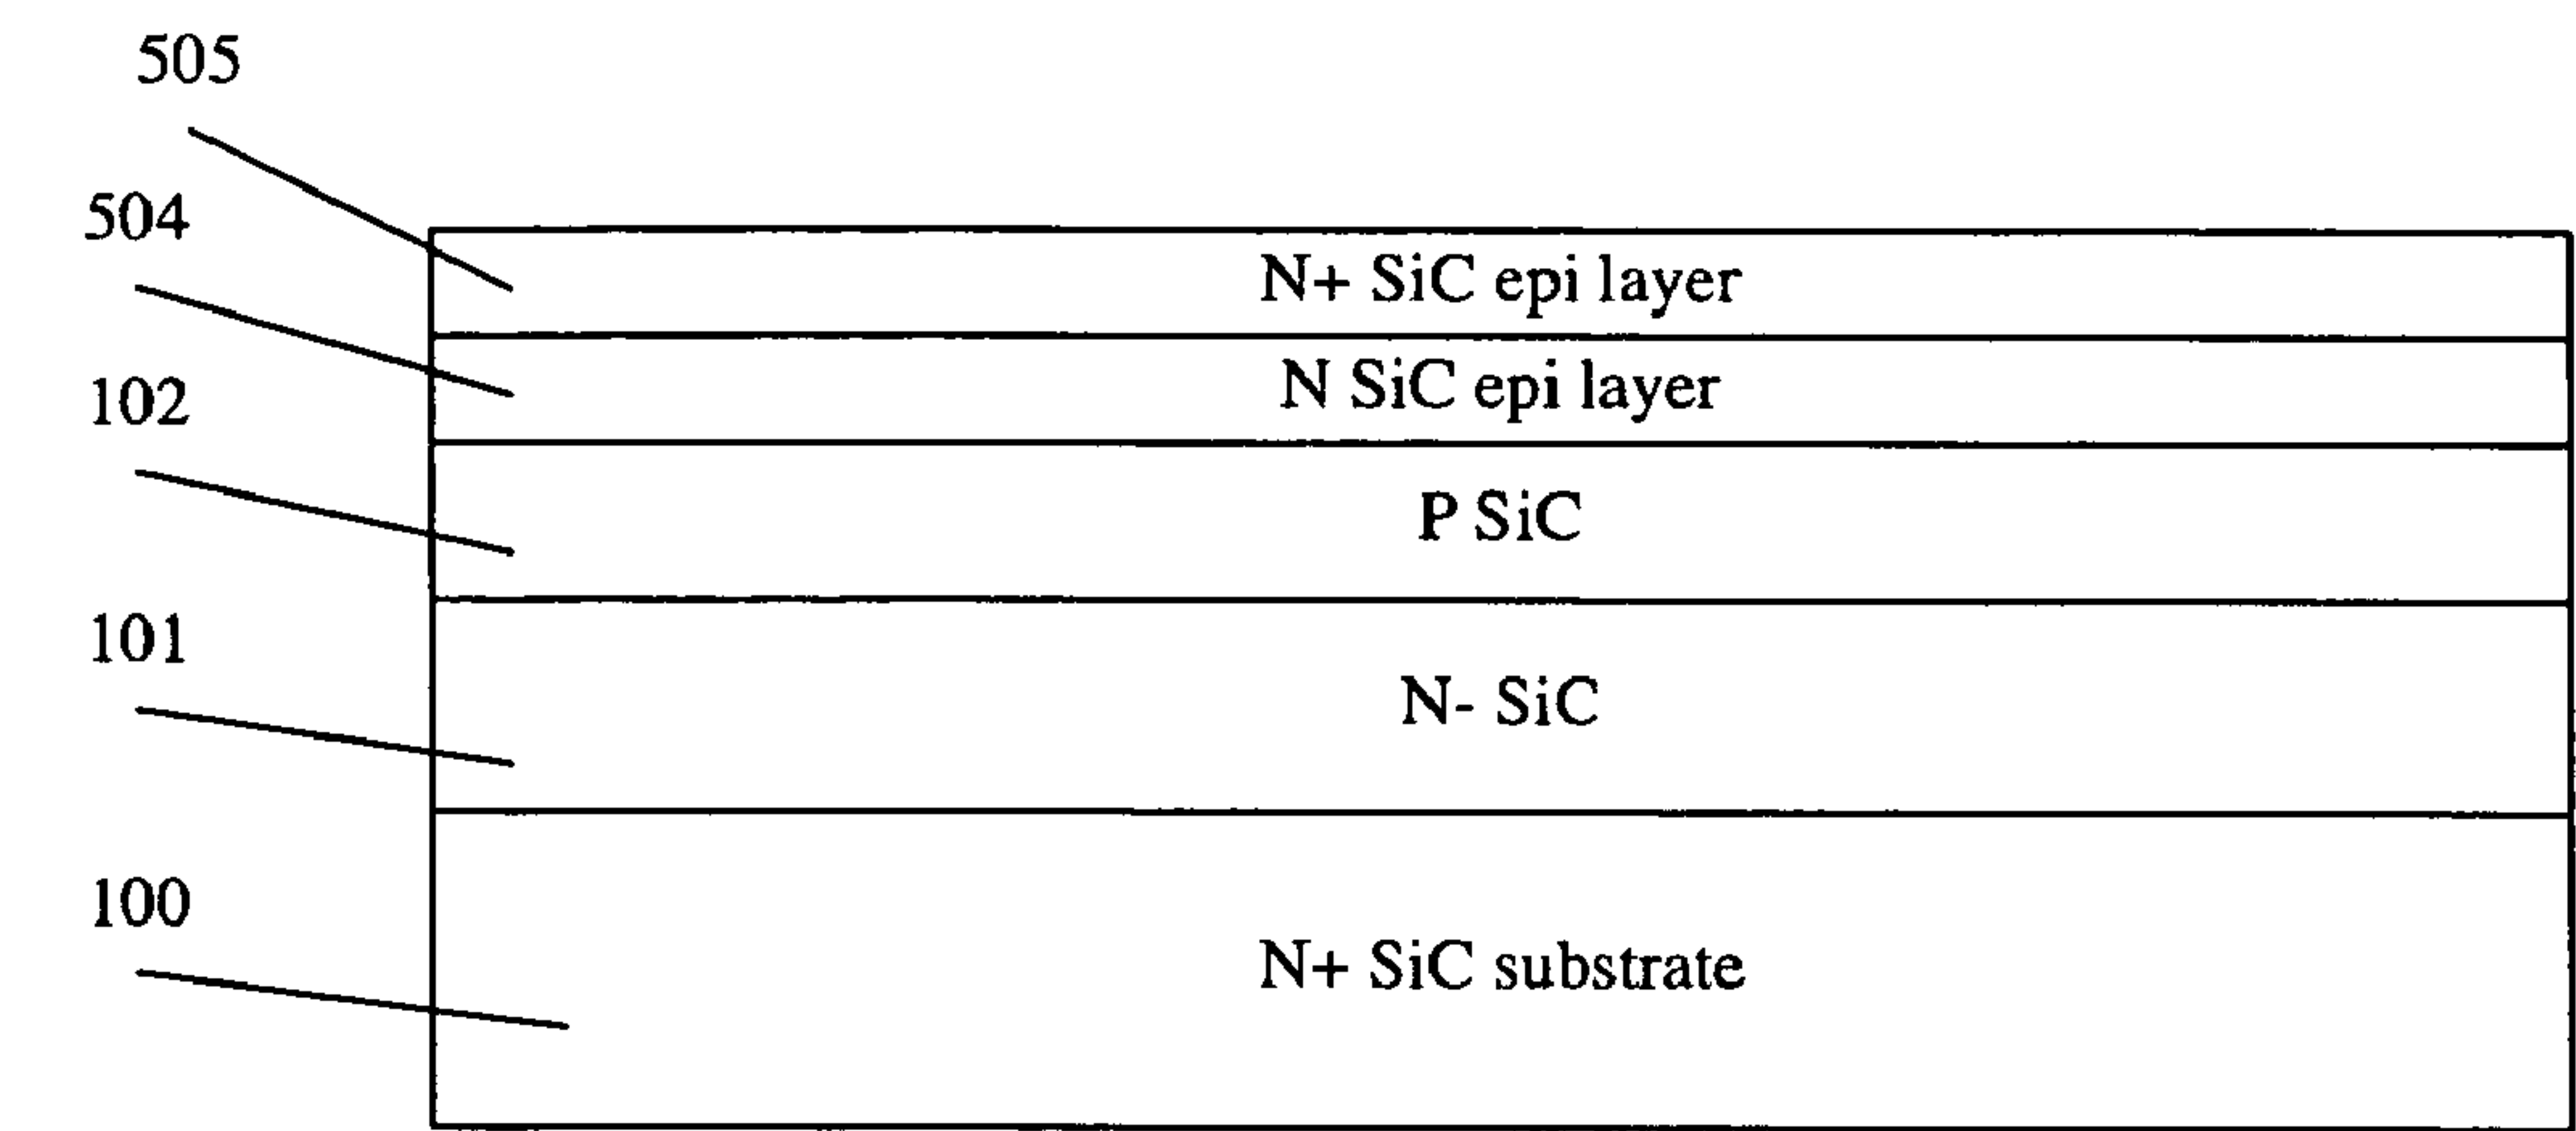 505
504
N+ SiC epi layer
N SiC epi layer
102
P SiC
101
N- SiC
100
N+ SiC substrate